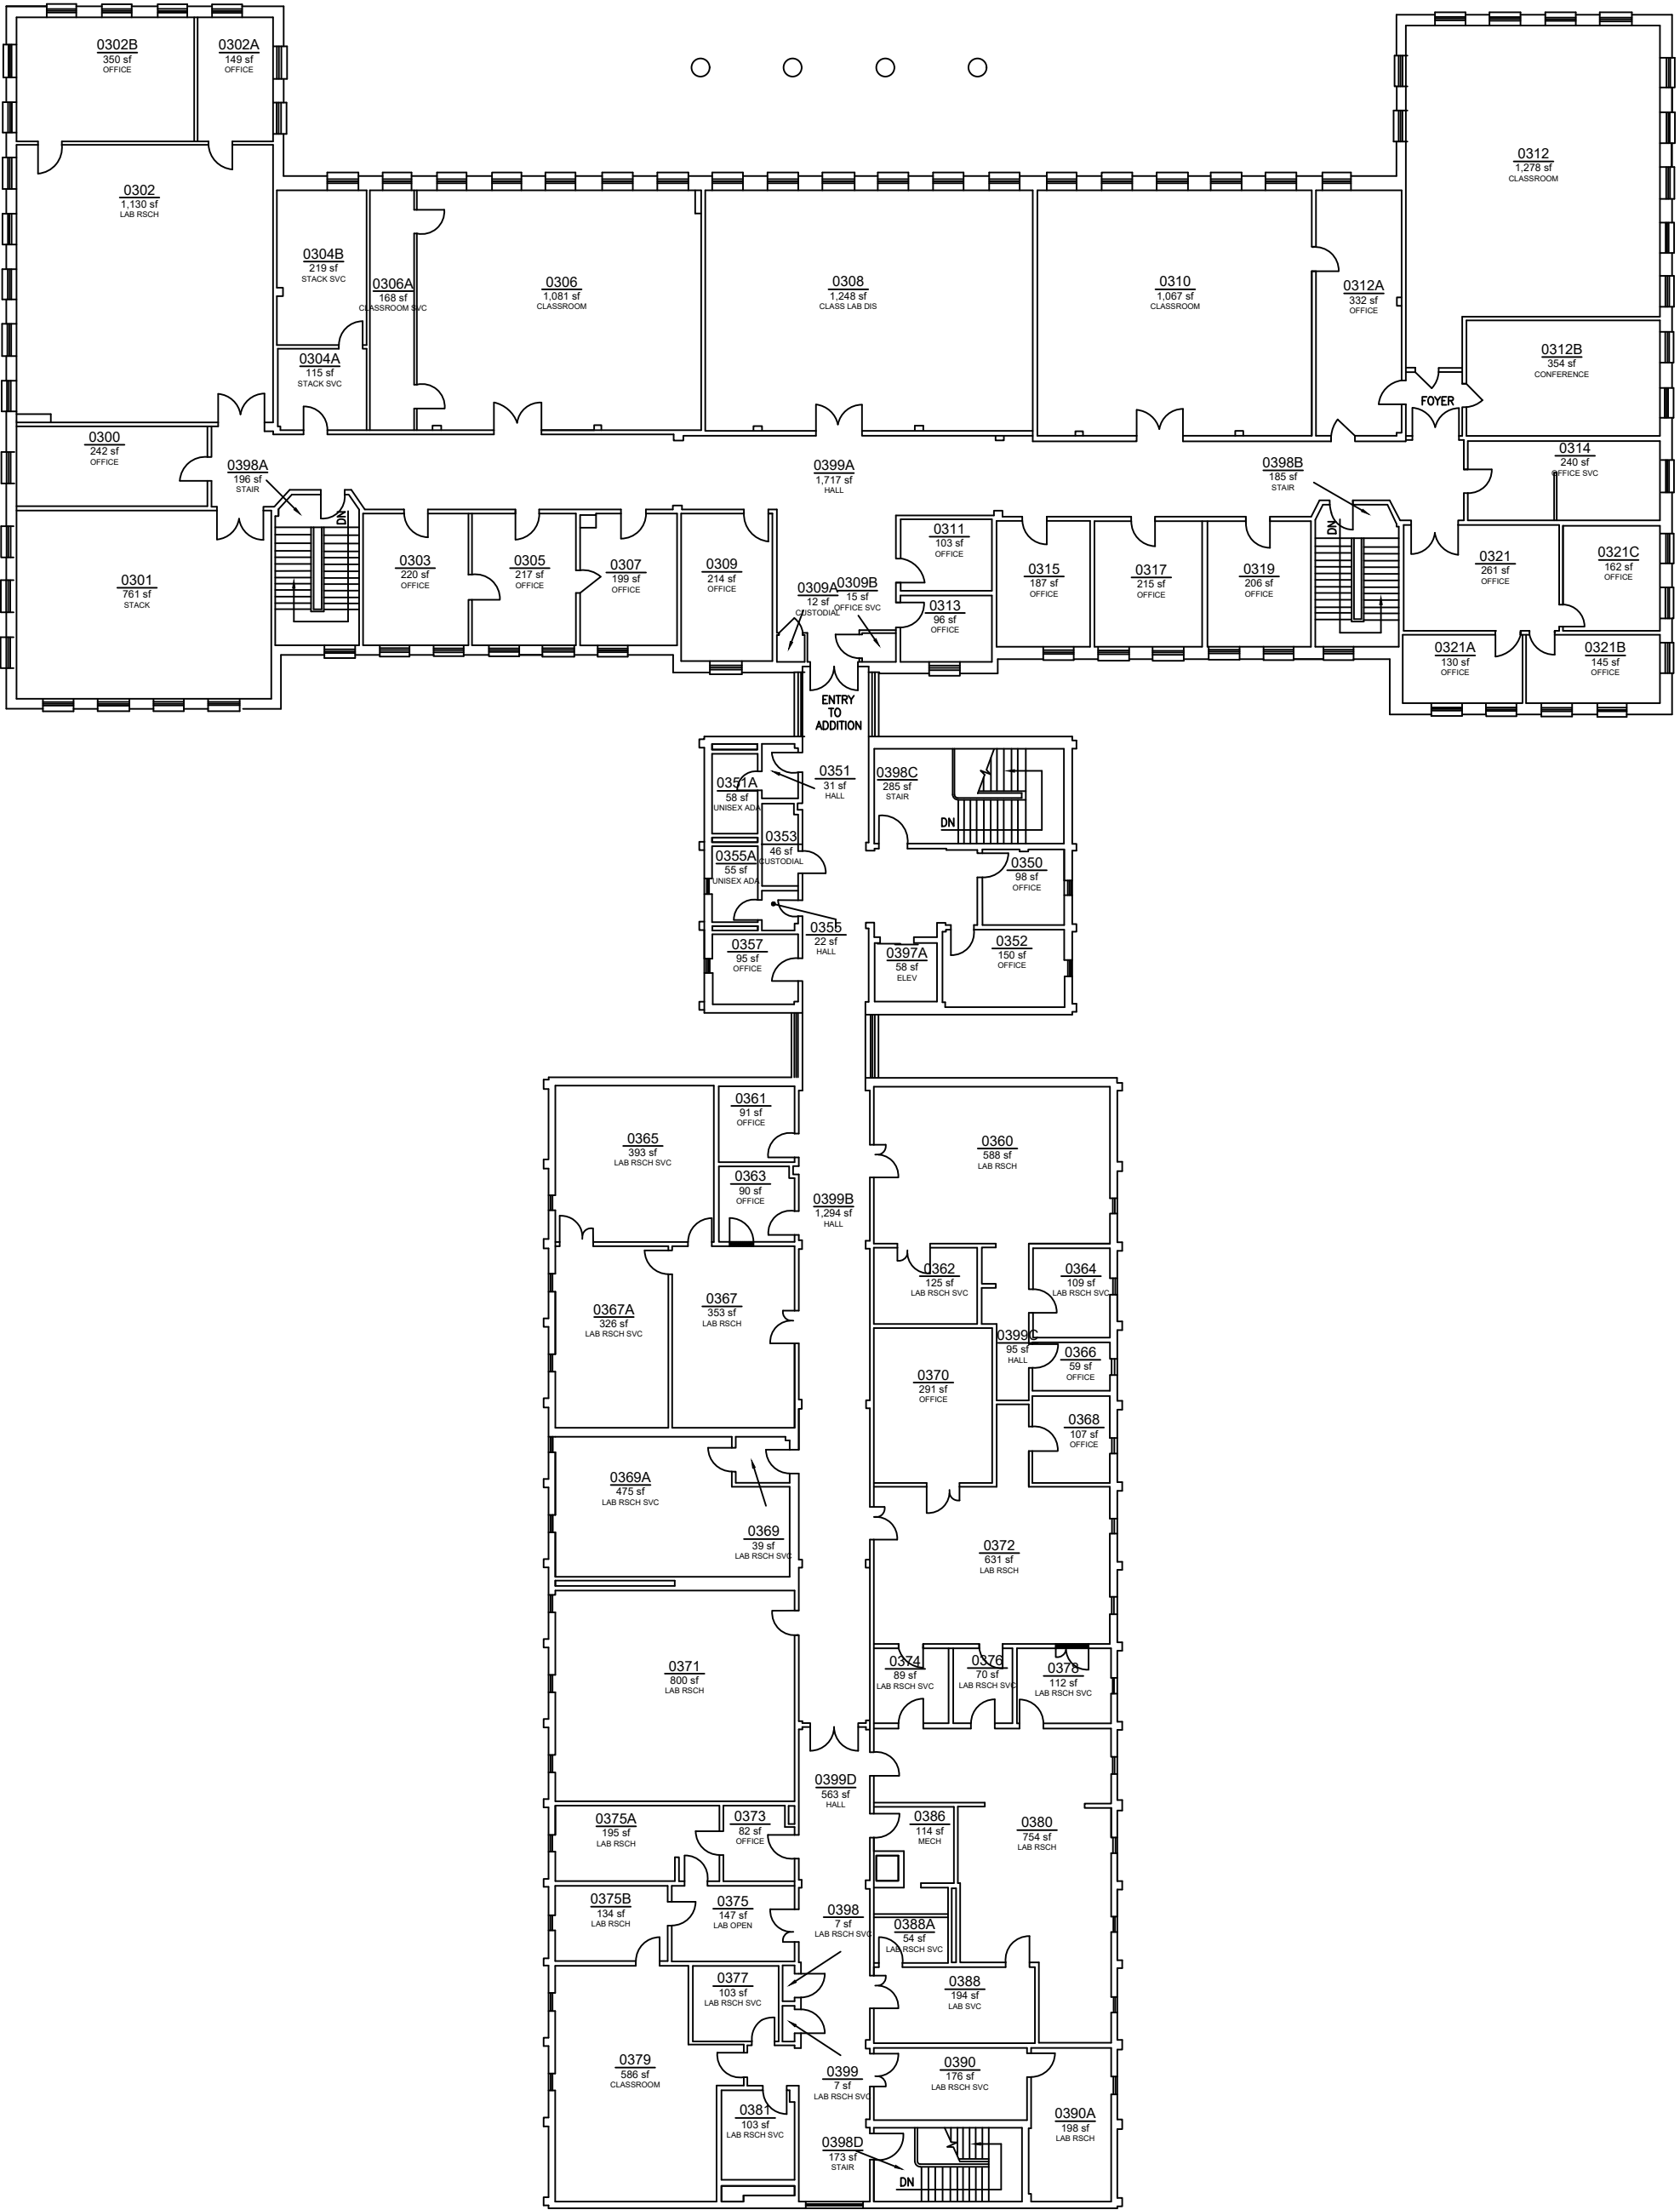 0302B
350 sf
OFFICE
0302A
149 sf
OFFICE
0302
1,130 sf
LAB RSCH
0312
1,278 sf
CLASSROOM
0304B
219 sf
STACK SVC
0306A
168 sf
CLASSROOM SVC
0306
1,081 sf
CLASSROOM
0308
1,248 sf
CLASS LAB DIS
0310
1,067 sf
CLASSROOM
0312A
332 sf
OFFICE
0304A
115 sf
STACK SVC
0312B
354 sf
CONFERENCE
FOYER
0300
242 sf
OFFICE
0398A
196 sf
STAIR
0399A
1,717 sf
HALL
0398B
185 sf
STAIR
0314
240 sf
OFFICE SVC
DN
DN
0301
761 sf
STACK
0303
220 sf
OFFICE
0305
217 sf
OFFICE
0307
199 sf
OFFICE
0309
214 sf
OFFICE
0309A
12 sf
CUSTODIAL
0309B
15 sf
OFFICE SVC
0311
103 sf
OFFICE
0313
96 sf
OFFICE
0315
187 sf
OFFICE
0317
215 sf
OFFICE
0319
206 sf
OFFICE
0321
261 sf
OFFICE
0321C
162 sf
OFFICE
0321A
130 sf
OFFICE
0321B
145 sf
OFFICE
ENTRY
TO
ADDITION
0351A
58 sf
UNISEX ADA
0351
31 sf
HALL
0398C
285 sf
STAIR
DN
0353
46 sf
CUSTODIAL
0355A
55 sf
UNISEX ADA
0350
98 sf
OFFICE
0355
22 sf
HALL
0357
95 sf
OFFICE
0397A
58 sf
ELEV
0352
150 sf
OFFICE
0361
91 sf
OFFICE
0365
393 sf
LAB RSCH SVC
0360
588 sf
LAB RSCH
0363
90 sf
OFFICE
0399B
1,294 sf
HALL
0362
125 sf
LAB RSCH SVC
0364
109 sf
LAB RSCH SVC
0367A
326 sf
LAB RSCH SVC
0367
353 sf
LAB RSCH
0399C
95 sf
HALL
0366
59 sf
OFFICE
0370
291 sf
OFFICE
0368
107 sf
OFFICE
0369A
475 sf
LAB RSCH SVC
0369
39 sf
LAB RSCH SVC
0372
631 sf
LAB RSCH
0371
800 sf
LAB RSCH
0374
89 sf
LAB RSCH SVC
0376
70 sf
LAB RSCH SVC
0378
112 sf
LAB RSCH SVC
0399D
563 sf
HALL
0375A
195 sf
LAB RSCH
0373
82 sf
OFFICE
0386
114 sf
MECH
0380
754 sf
LAB RSCH
0375B
134 sf
LAB RSCH
0375
147 sf
LAB OPEN
0398
7 sf
LAB RSCH SVC
0388A
54 sf
LAB RSCH SVC
0377
103 sf
LAB RSCH SVC
0388
194 sf
LAB SVC
0379
586 sf
CLASSROOM
0399
7 sf
LAB RSCH SVC
0390
176 sf
LAB RSCH SVC
0381
103 sf
LAB RSCH SVC
0390A
198 sf
LAB RSCH
0398D
173 sf
STAIR
DN